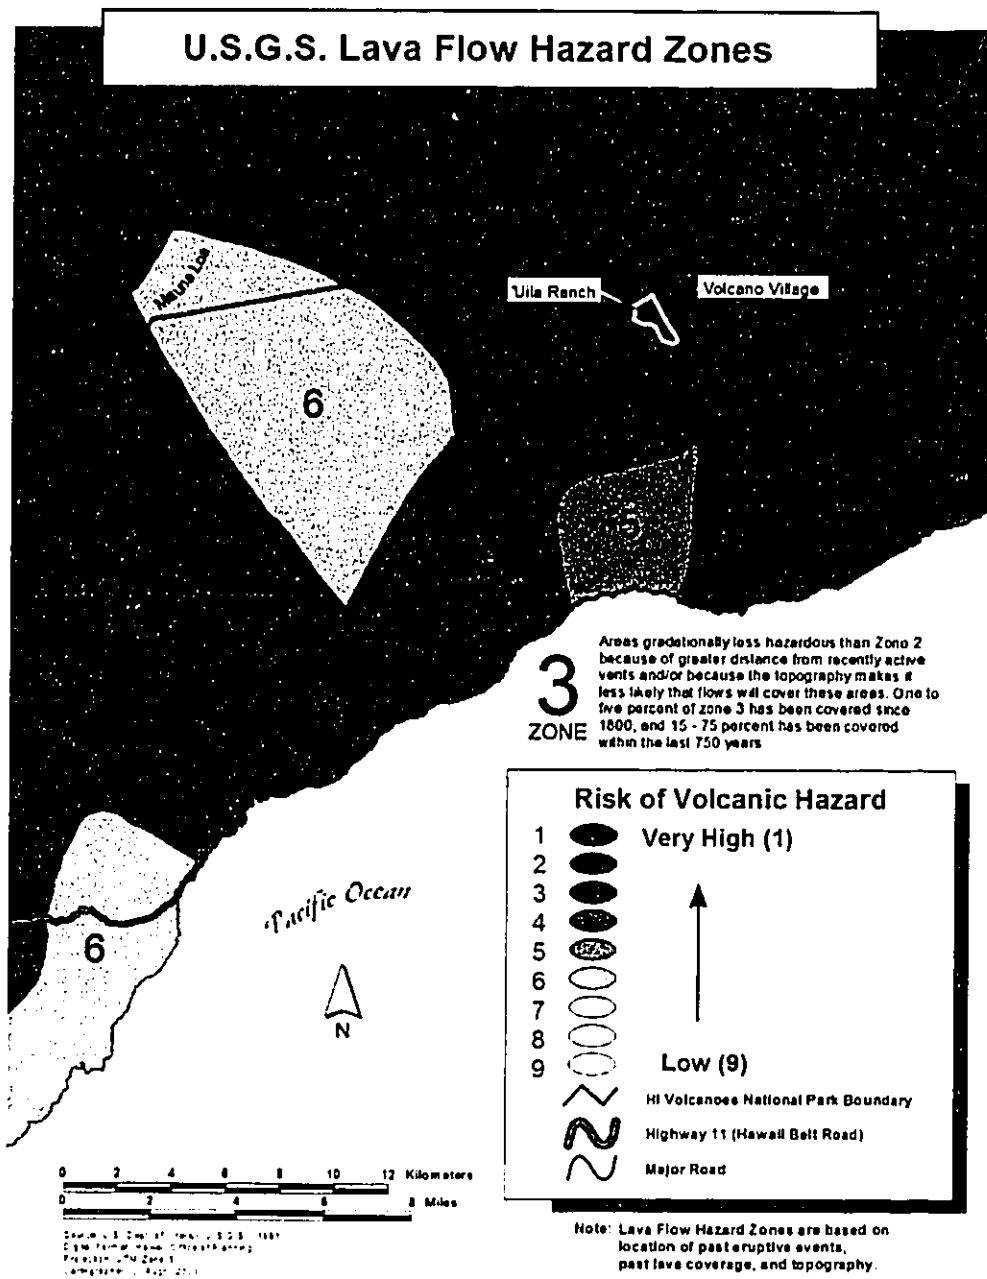 U.S.G.S. Lava Flow Hazard Zones
Mauna Loa
'Uila Ranch
Volcano Village
6
5
3
ZONE
Areas gradationally less hazardous than Zone 2
because of greater distance from recently active
vents and/or because the topography makes it
less likely that flows will cover these areas. One to
five percent of zone 3 has been covered since
1800, and 15 - 75 percent has been covered
within the last 750 years
Risk of Volcanic Hazard
1 Very High (1)
2
3
4
5
6
7
8
9 Low (9)
HI Volcanoes National Park Boundary
Highway 11 (Hawaii Belt Road)
Major Road
Pacific Ocean
6
N
0 2 4 6 8 10 12 Kilometers
0 2 4 6 8 Miles
Note: Lava Flow Hazard Zones are based on
location of past eruptive events,
past lava coverage, and topography.